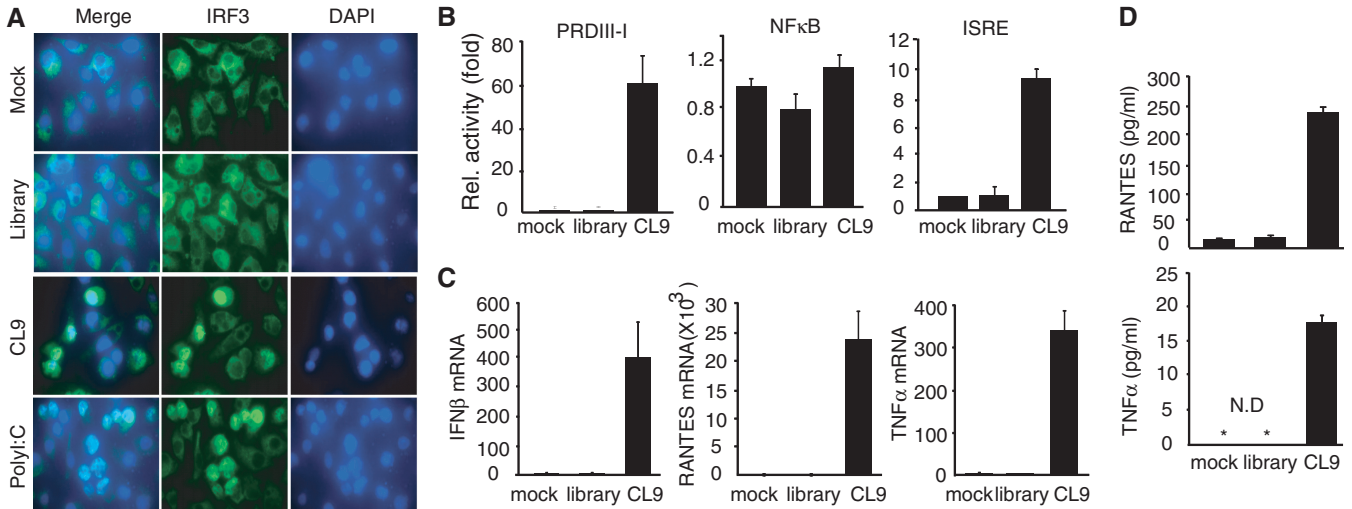 A
Merge IRF3 DAPI
Mock
Library
CL9
PolyI:C
B
PRDIII-I
Rel. activity (fold)
80
60
40
20
0
mock library CL9
NFκB
1.2
0.8
0.4
0
mock library CL9
ISRE
12
10
8
6
4
2
0
mock library CL9
C
IFNβ mRNA
600
500
400
300
200
100
0
mock library CL9
RANTES mRNA(X10³)
30
25
20
15
10
5
0
mock library CL9
TNFα mRNA
400
300
200
100
0
mock library CL9
D
RANTES (pg/ml)
300
250
200
150
100
50
0
TNFα (pg/ml)
25
20
15
10
5
0
N.D
* *
mock library CL9